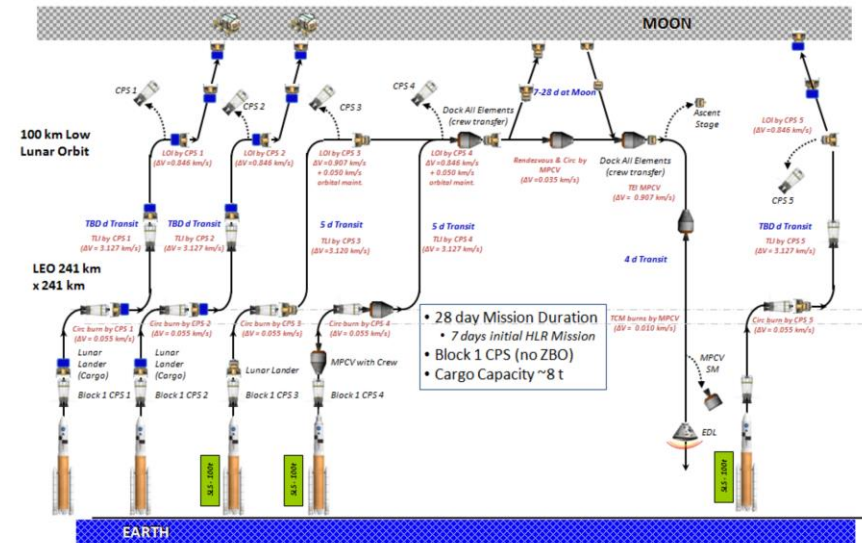 MOON
CPS 1
CPS 2
CPS 3
CPS 4
Dock All Elements
(crew transfer)
7-28 d at Moon
Ascent
Stage
100 km Low
Lunar Orbit
LOI by CPS 1
(ΔV =0.846 km/s)
LOI by CPS 2
(ΔV =0.846 km/s)
LOI by CPS 3
ΔV =0.907 km/s
+ 0.050 km/s
orbital maint.
LOI by CPS 4
ΔV =0.846 km/s
+ 0.050 km/s
orbital maint.
Rendezvous & Circ by
MPCV
(ΔV =0.035 km/s)
Dock All Elements
(crew transfer)
TEI MPCV
(ΔV = 0.907 km/s)
LOI by CPS 5
(ΔV =0.846 km/s)
CPS 5
TBD d Transit
TLI by CPS 1
(ΔV = 3.127 km/s)
TBD d Transit
TLI by CPS 2
(ΔV = 3.127 km/s)
5 d Transit
TLI by CPS 3
(ΔV = 3.120 km/s)
5 d Transit
TLI by CPS 4
(ΔV = 3.127 km/s)
4 d Transit
TBD d Transit
TLI by CPS 5
(ΔV = 3.127 km/s)
LEO 241 km
x 241 km
Circ burn by CPS 1
(ΔV = 0.055 km/s)
Circ burn by CPS 2
(ΔV = 0.055 km/s)
Circ burn by CPS 3
(ΔV = 0.055 km/s)
Circ burn by CPS 4
(ΔV = 0.055 km/s)
TCM burns by MPCV
(ΔV = 0.010 km/s)
Circ burn by CPS 5
(ΔV = 0.055 km/s)
• 28 day Mission Duration
• 7 days initial HLR Mission
• Block 1 CPS (no ZBO)
• Cargo Capacity ~8 t
Lunar
Lander
(Cargo)
Block 1 CPS 1
Lunar
Lander
(Cargo)
Block 1 CPS 2
Lunar Lander
Block 1 CPS 3
MPCV with Crew
Block 1 CPS 4
MPCV
SM
EDL
SLS - 100t
SLS - 100t
SLS - 100t
EARTH